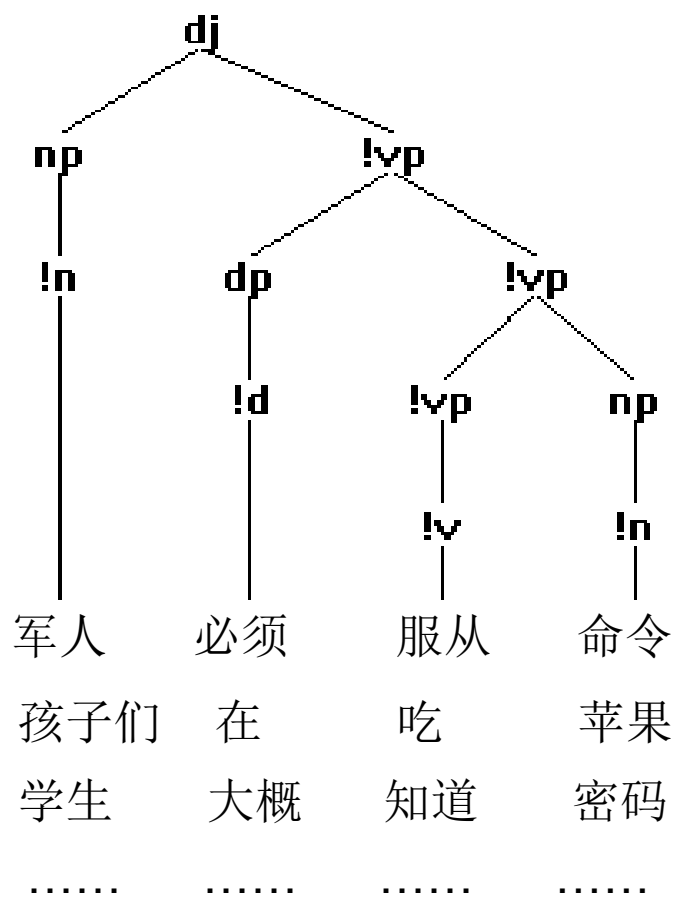 dj
np !vp
!n dp !vp
!d !vp np
!v !n
军人 必须 服从 命令
孩子们 在 吃 苹果
学生 大概 知道 密码
…… …… …… ……